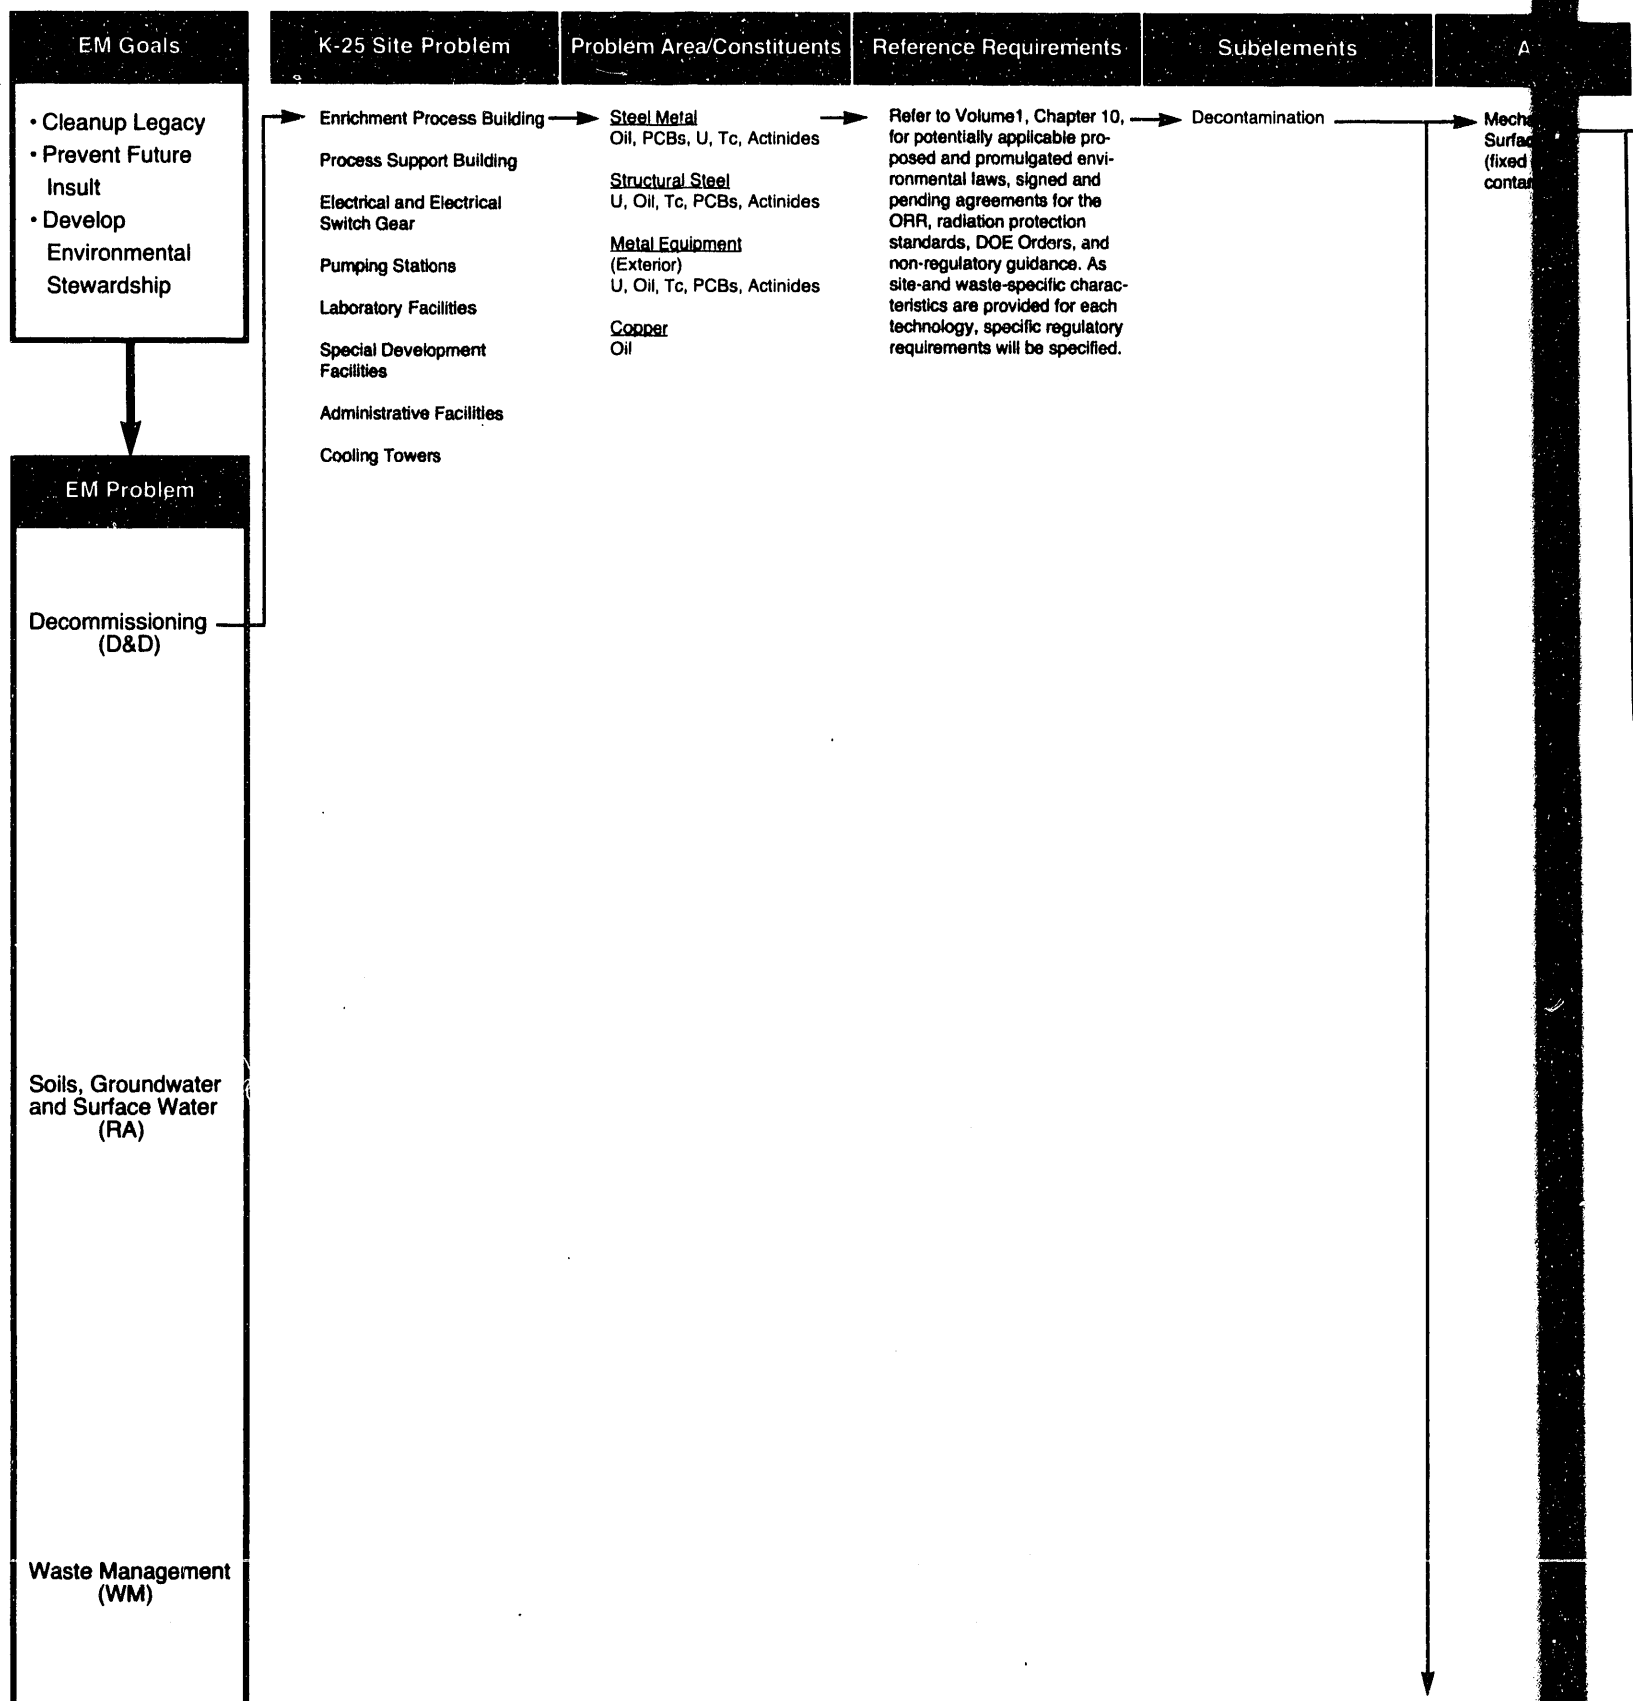 EM Goals
• Cleanup Legacy
• Prevent Future
Insult
• Develop
Environmental
Stewardship
EM Problem
Decommissioning
(D&D)
Soils, Groundwater
and Surface Water
(RA)
Waste Management
(WM)
K-25 Site Problem
Enrichment Process Building
Process Support Building
Electrical and Electrical
Switch Gear
Pumping Stations
Laboratory Facilities
Special Development
Facilities
Administrative Facilities
Cooling Towers
Problem Area/Constituents
Steel Metal
Oil, PCBs, U, Tc, Actinides
Structural Steel
U, Oil, Tc, PCBs, Actinides
Metal Equipment
(Exterior)
U, Oil, Tc, PCBs, Actinides
Copper
Oil
Reference Requirements
Refer to Volume1, Chapter 10,
for potentially applicable pro-
posed and promulgated envi-
ronmental laws, signed and
pending agreements for the
ORR, radiation protection
standards, DOE Orders, and
non-regulatory guidance. As
site-and waste-specific charac-
teristics are provided for each
technology, specific regulatory
requirements will be specified.
Subelements
Decontamination
(fixed